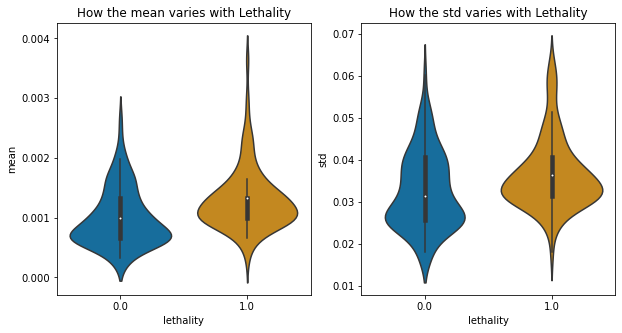 How the mean varies with Lethality
0.004
0.003
0.002
0.001
0.000
mean
0.0
1.0
lethality
How the std varies with Lethality
0.07
0.06
0.05
0.04
0.03
0.02
0.01
std
0.0
1.0
lethality